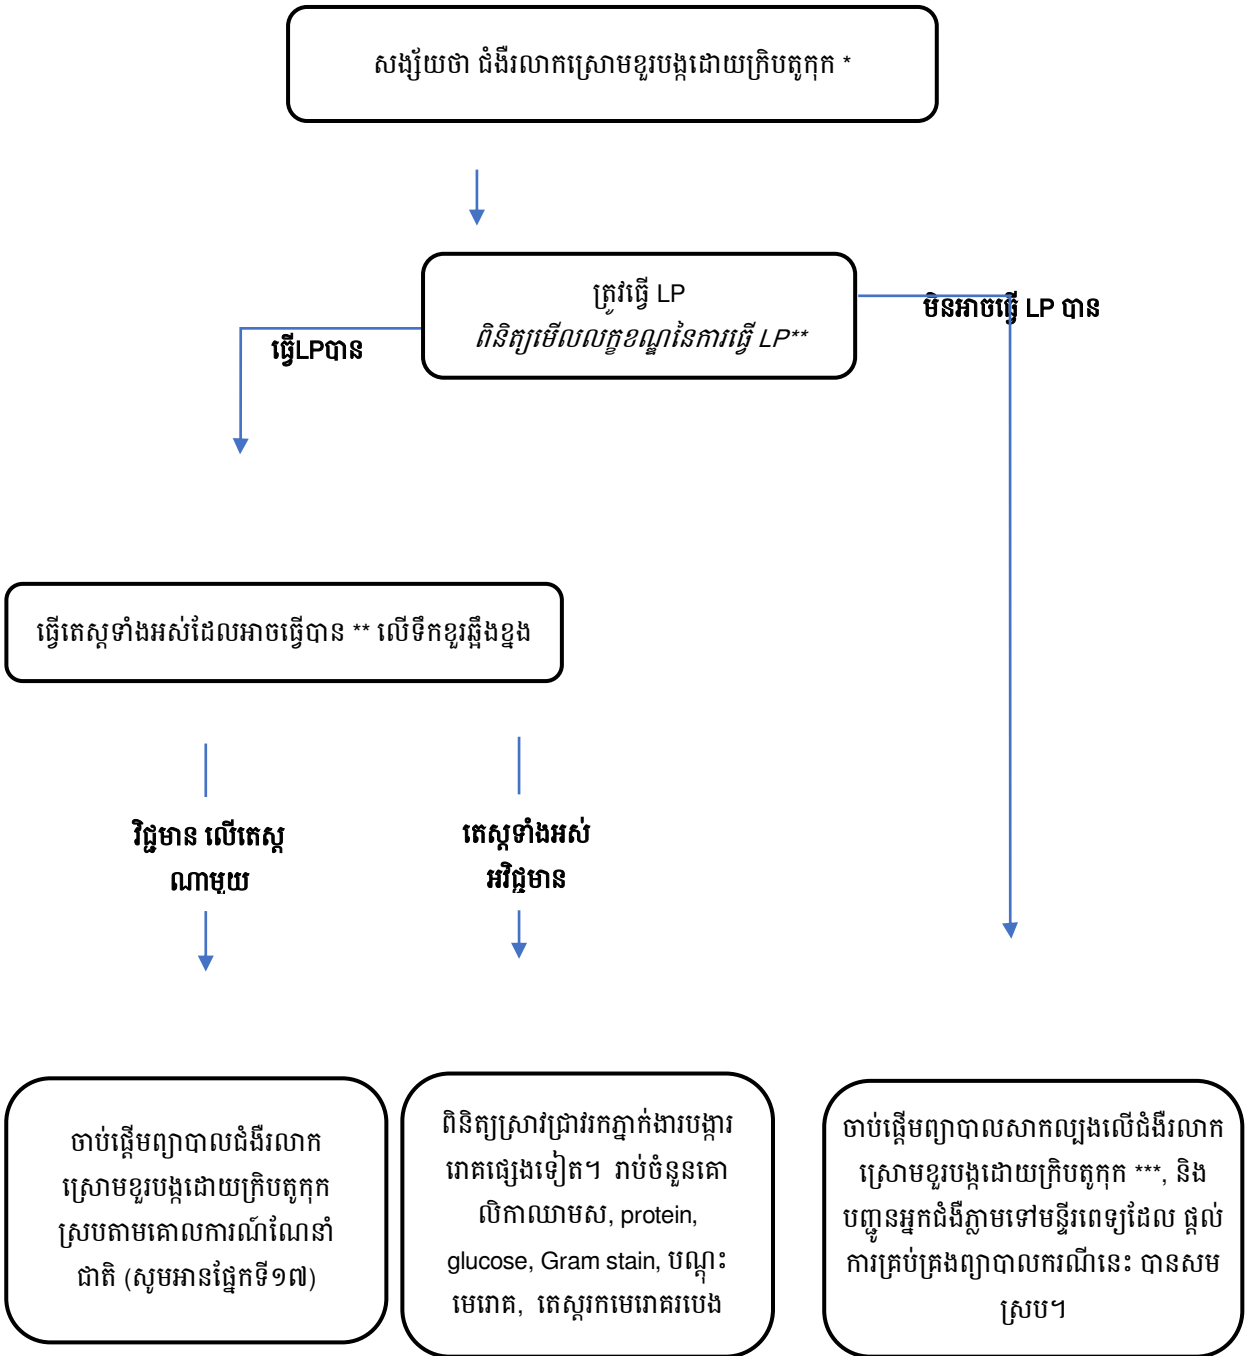 សង្ស័យថា ជំងឺរលាកស្រោមខួរបង្កដោយក្រិបតូកុក *
ត្រូវធ្វើ LP
ពិនិត្យមើលលក្ខខណ្ឌនៃការធ្វើ LP**
មិនអាចធ្វើ LP បាន
ធ្វើLPបាន
ធ្វើតេស្តទាំងអស់ដែលអាចធ្វើបាន ** លើទឹកខួរឆ្អឹងខ្នង
វិជ្ជមាន លើតេស្ត
ណាមួយ
តេស្តទាំងអស់
អវិជ្ជមាន
ចាប់ផ្តើមព្យាបាលជំងឺរលាក
ស្រោមខួរបង្កដោយក្រិបតូកុក
ស្របតាមគោលការណ៍ណែនាំ
ជាតិ (សូមអានផ្នែកទី១៧)
ពិនិត្យស្រាវជ្រាវរកភ្នាក់ងារបង្ការ
រោគផ្សេងទៀត។ រាប់ចំនួនគោ
លិកាឈាមស, protein,
glucose, Gram stain, បណ្តុះ
មេរោគ, តេស្តរកមេរោគរបេង
ចាប់ផ្តើមព្យាបាលសាកល្បងលើជំងឺរលាក
ស្រោមខួរបង្កដោយក្រិបតូកុក ***, និង
បញ្ជូនអ្នកជំងឺភ្លាមទៅមន្ទីរពេទ្យដែល ផ្តល់
ការគ្រប់គ្រងព្យាបាលករណីនេះ បានសម
ស្រប។